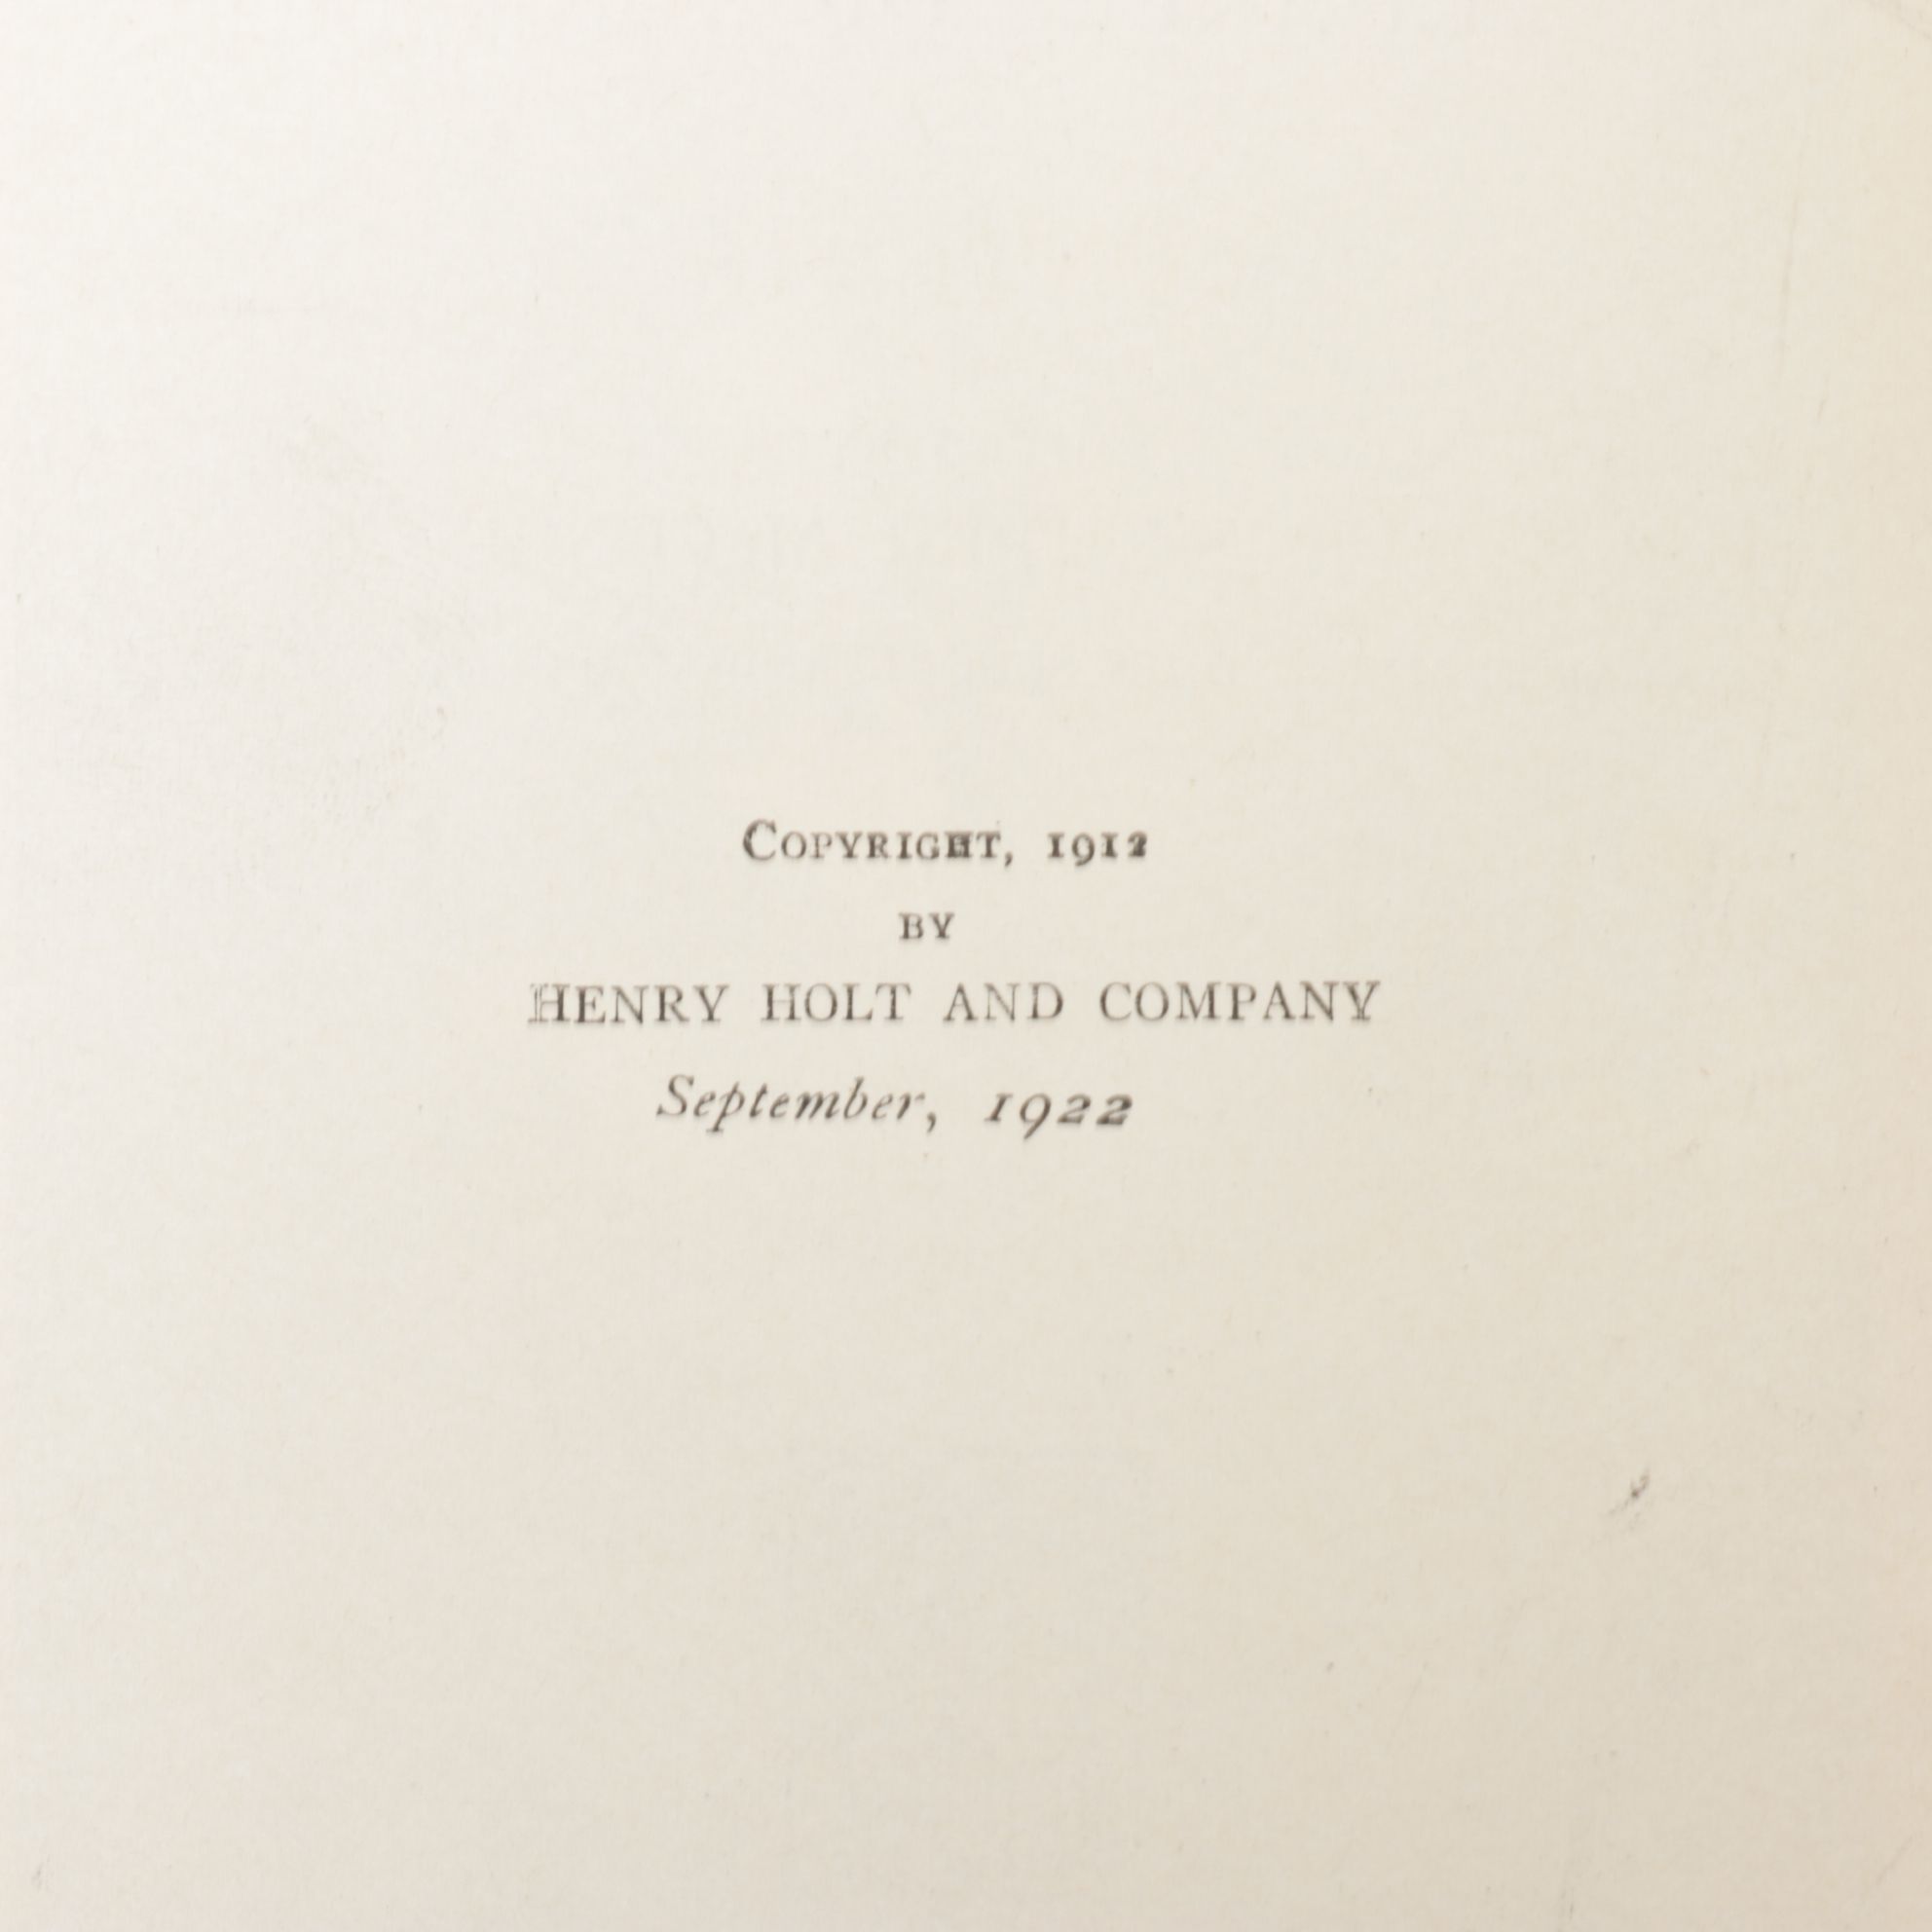 COPYRIGHT, 1912
BY
HENRY HOLT AND COMPANY
September, 1922